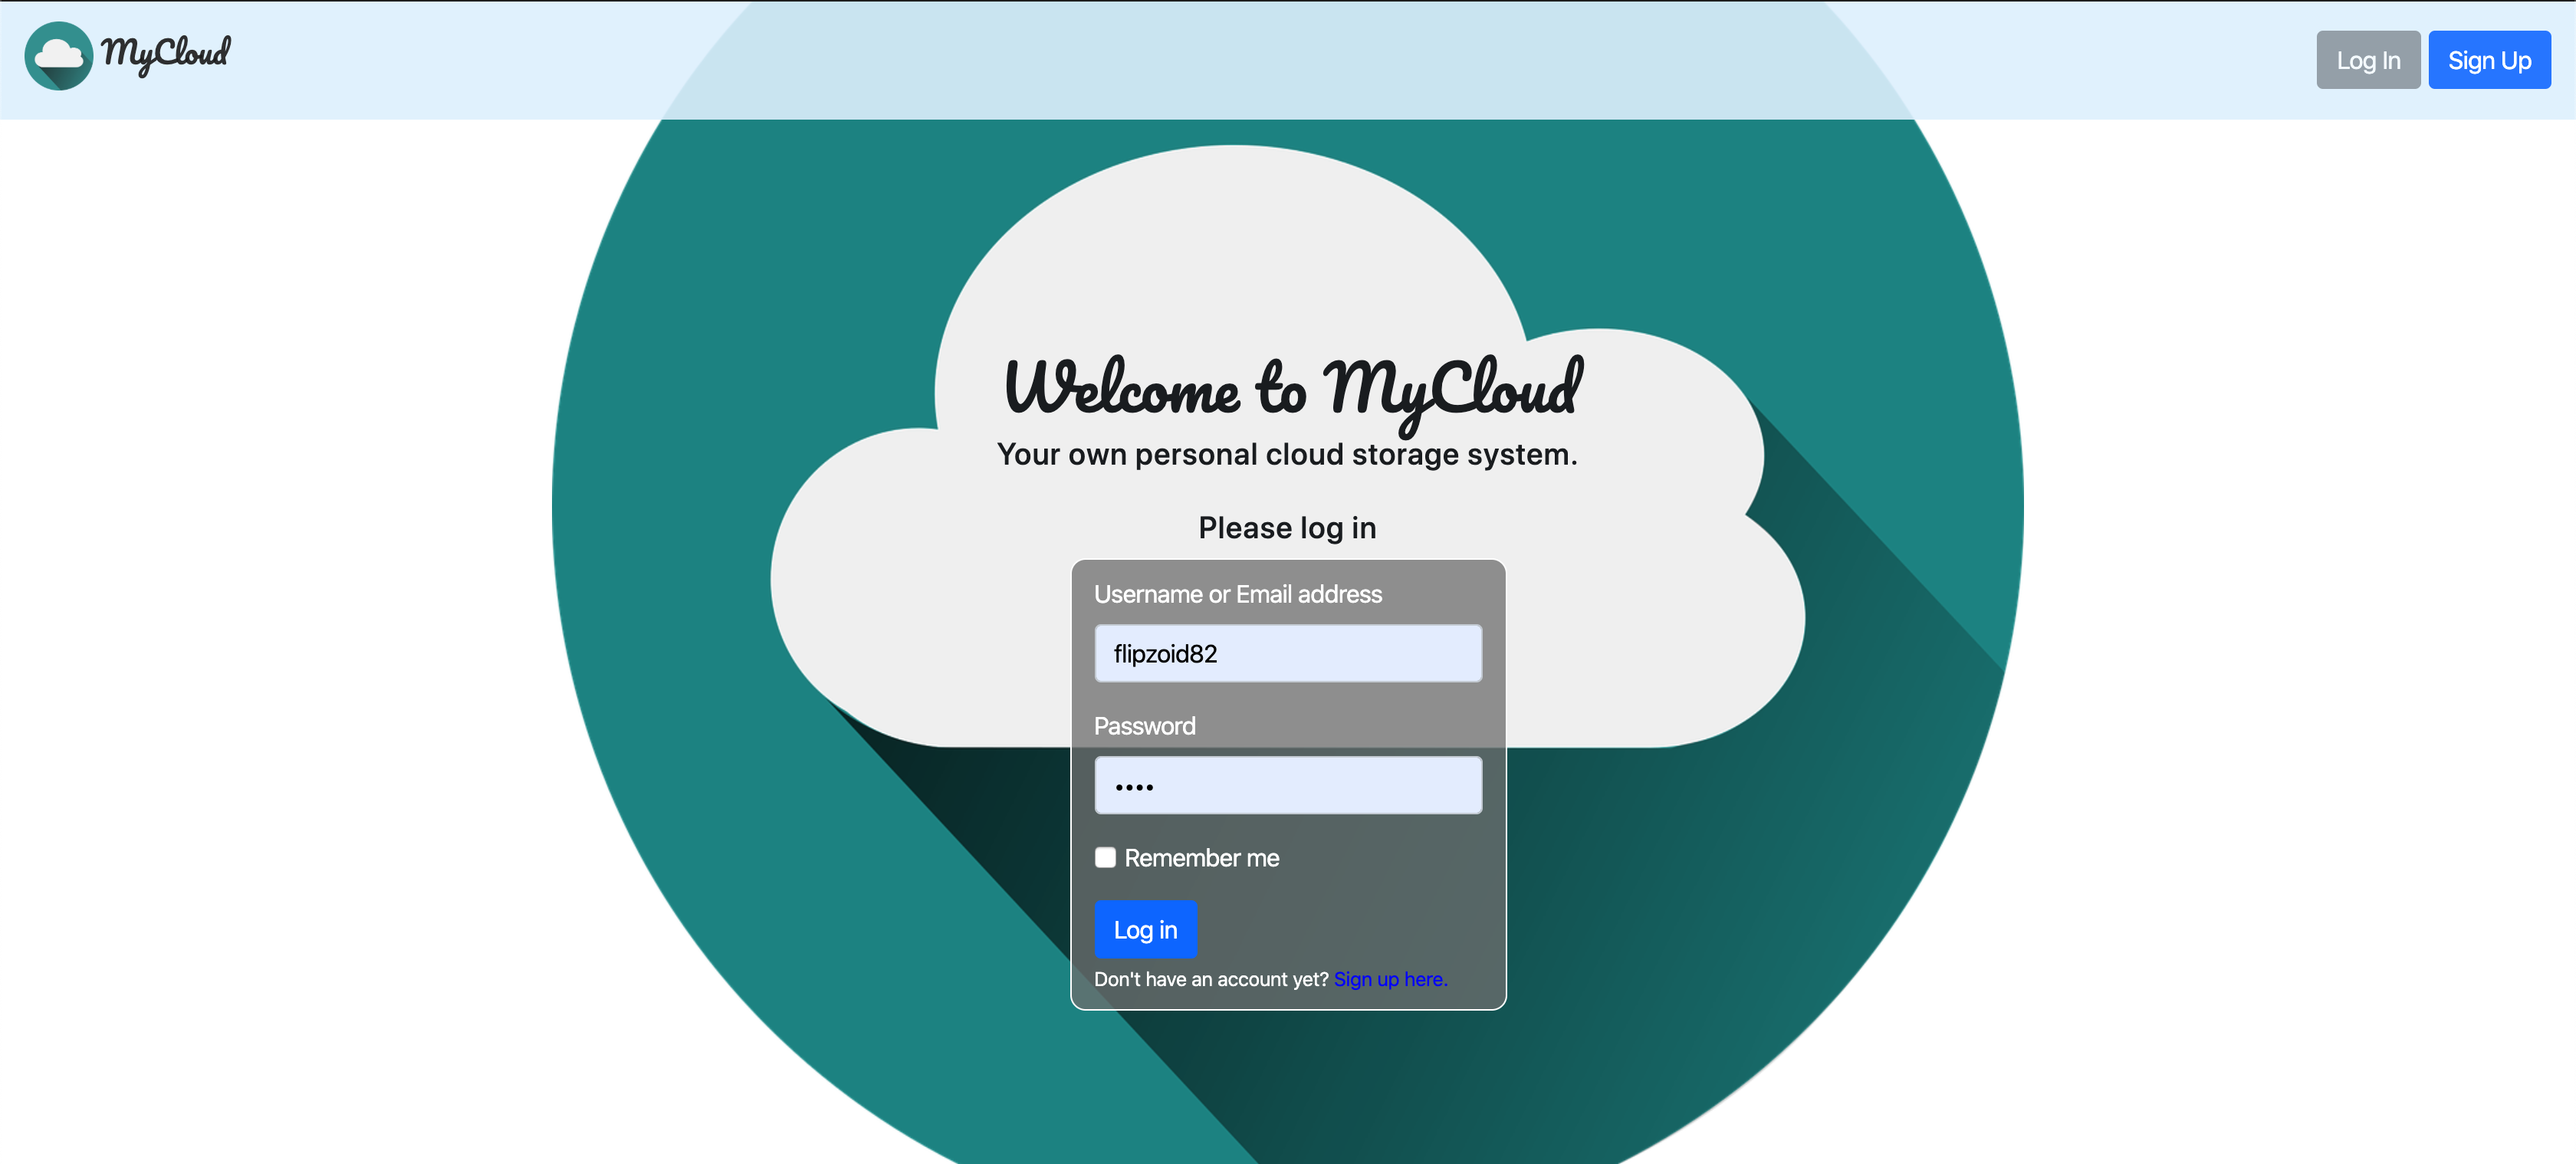 MyCloud
Log In
Sign Up
Welcome to MyCloud
Your own personal cloud storage system.
Please log in
Username or Email address
flipzoid82
Password
••••
Remember me
Log in
Don't have an account yet? Sign up here.